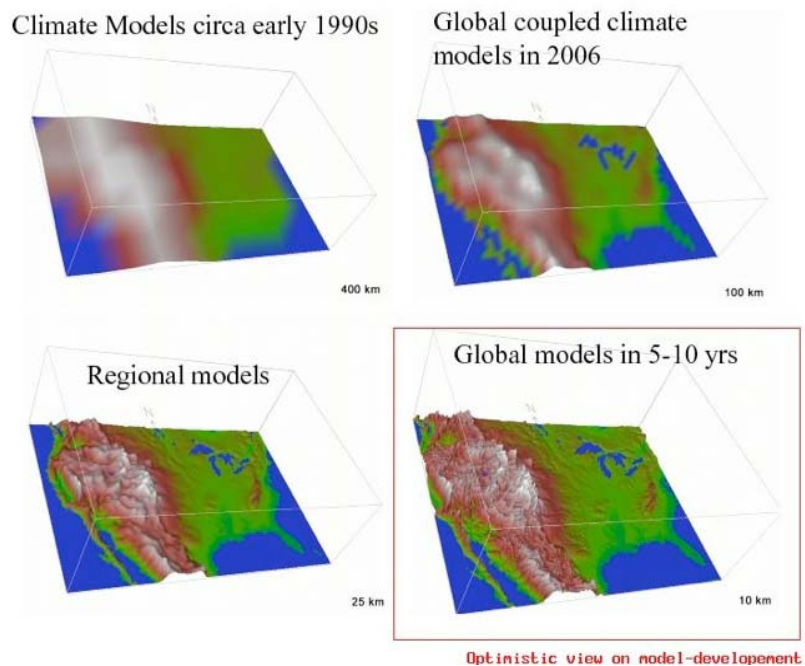 Climate Models circa early 1990s
Global coupled climate
models in 2006
400 km
100 km
Regional models
Global models in 5-10 yrs
25 km
10 km
Optimistic view on model-developement